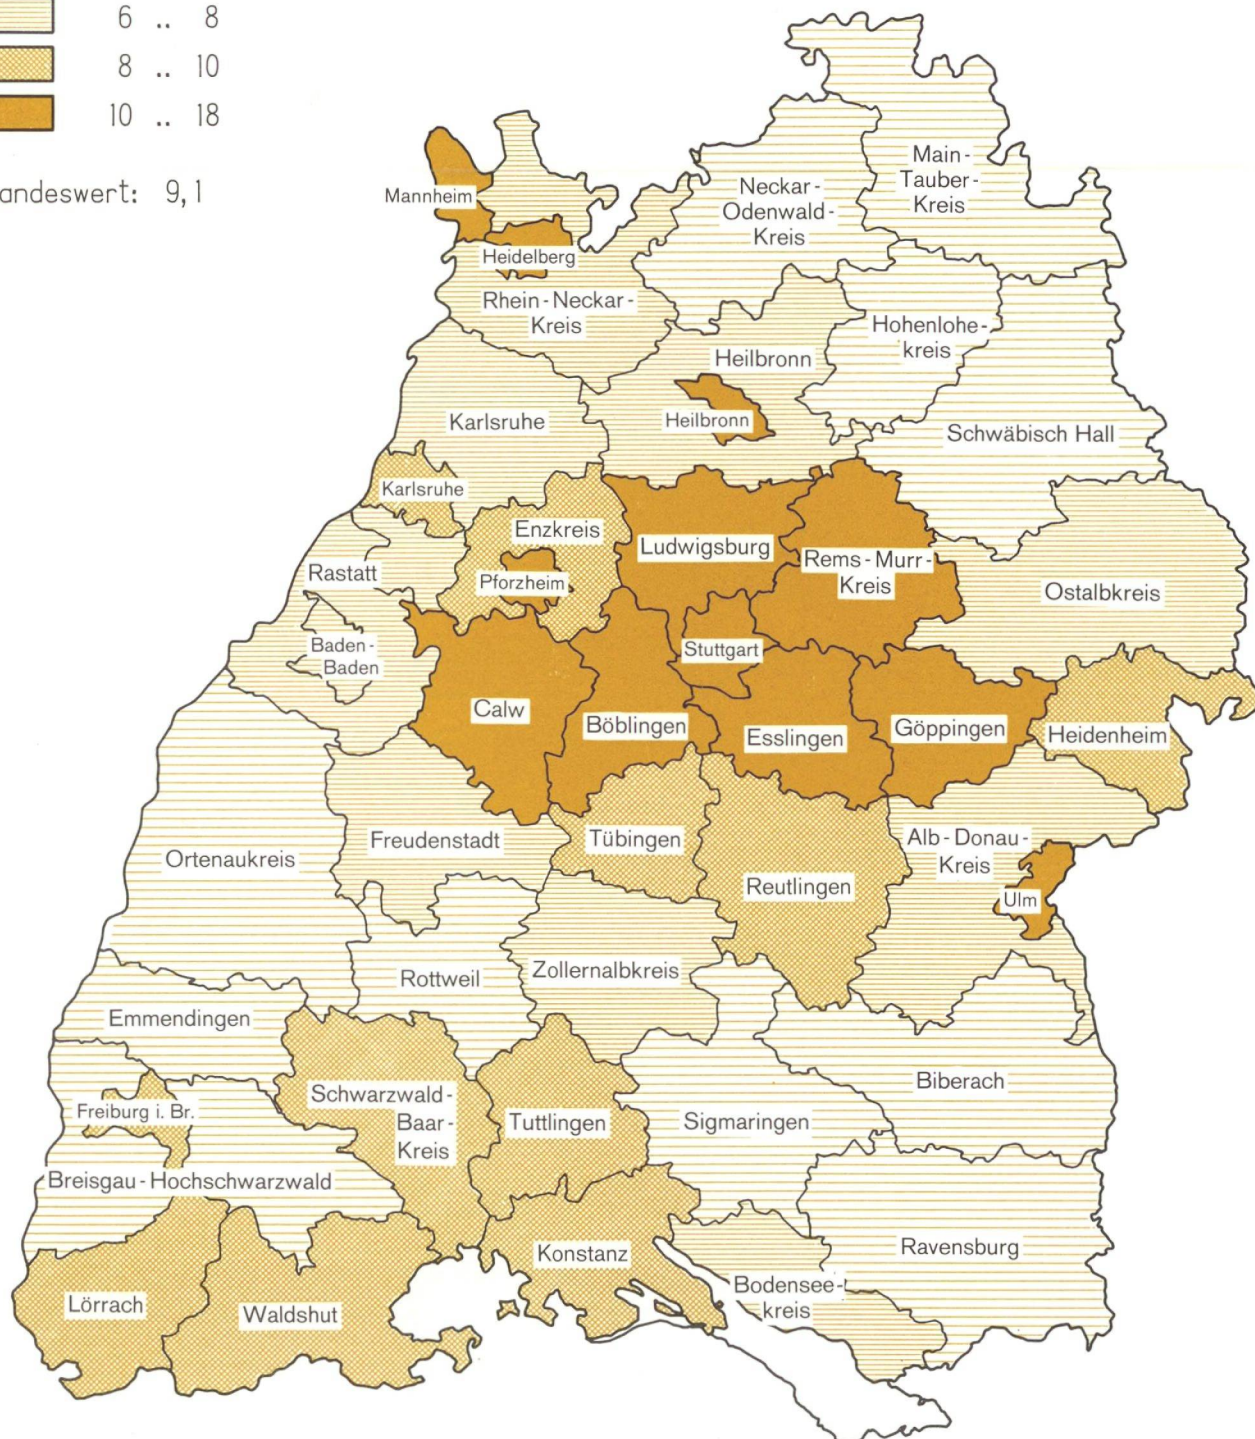 6 .. 8
8 .. 10
10 .. 18
andeswert: 9,1
Main-
Tauber-
Kreis
Neckar-
Odenwald-
Kreis
Mannheim
Heidelberg
Rhein-Neckar-
Kreis
Hohenlohe-
kreis
Heilbronn
Heilbronn
Karlsruhe
Schwäbisch Hall
Karlsruhe
Enzkreis
Ludwigsburg
Rems-Murr-
Kreis
Rastatt
Pforzheim
Ostalbkreis
Baden-
Baden
Stuttgart
Calw
Böblingen
Esslingen
Göppingen
Heidenheim
Freudenstadt
Tübingen
Alb-Donau-
Kreis
Ortenaukreis
Reutlingen
Ulm
Rottweil
Zollernalbkreis
Emmendingen
Biberach
Schwarzwald-
Baar-
Kreis
Freiburg i. Br.
Tuttlingen
Sigmaringen
Breisgau-Hochschwarzwald
Konstanz
Ravensburg
Bodensee-
kreis
Lörrach
Waldshut